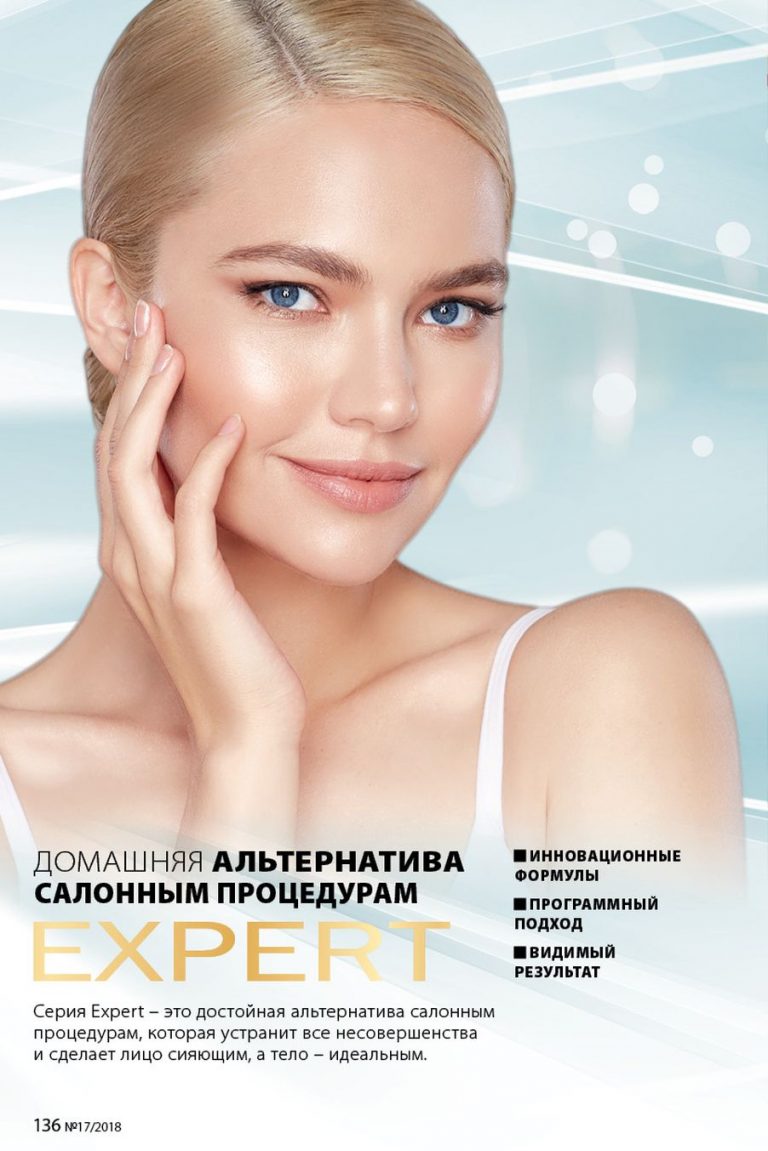 ДОМАШНЯЯ АЛЬТЕРНАТИВА
САЛОННЫМ ПРОЦЕДУРАМ
EXPERT
Серия Expert – это достойная альтернатива салонным
процедурам, которая устранит все несовершенства
и сделает лицо сияющим, а тело – идеальным.
ИННОВАЦИОННЫЕ
ФОРМУЛЫ
ПРОГРАММНЫЙ
ПОДХОД
ВИДИМЫЙ
РЕЗУЛЬТАТ
136 №17/2018